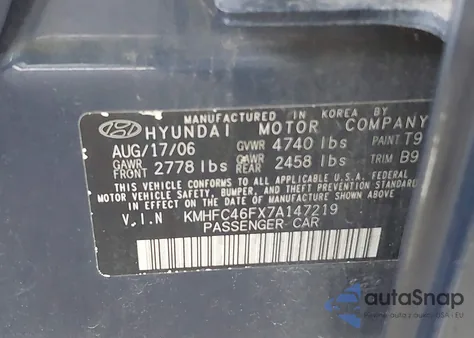 MANUFACTURED IN KOREA BY
HYUNDAI MOTOR COMPANY
AUG/17/06 GVWR 4740 lbs PAINT T9
GAWR FRONT 2778 lbs GAWR REAR 2458 lbs TRIM B9
THIS VEHICLE CONFORMS TO ALL APPLICABLE U.S.A. FEDERAL
MOTOR VEHICLE SAFETY, BUMPER, AND THEFT PREVENTION
STANDARDS IN EFFECT ON THE DATE OF MANUFACTURE SHOWN ABOVE.
V.I.N KMHFC46FX7A147219
PASSENGER CAR
autoSnap